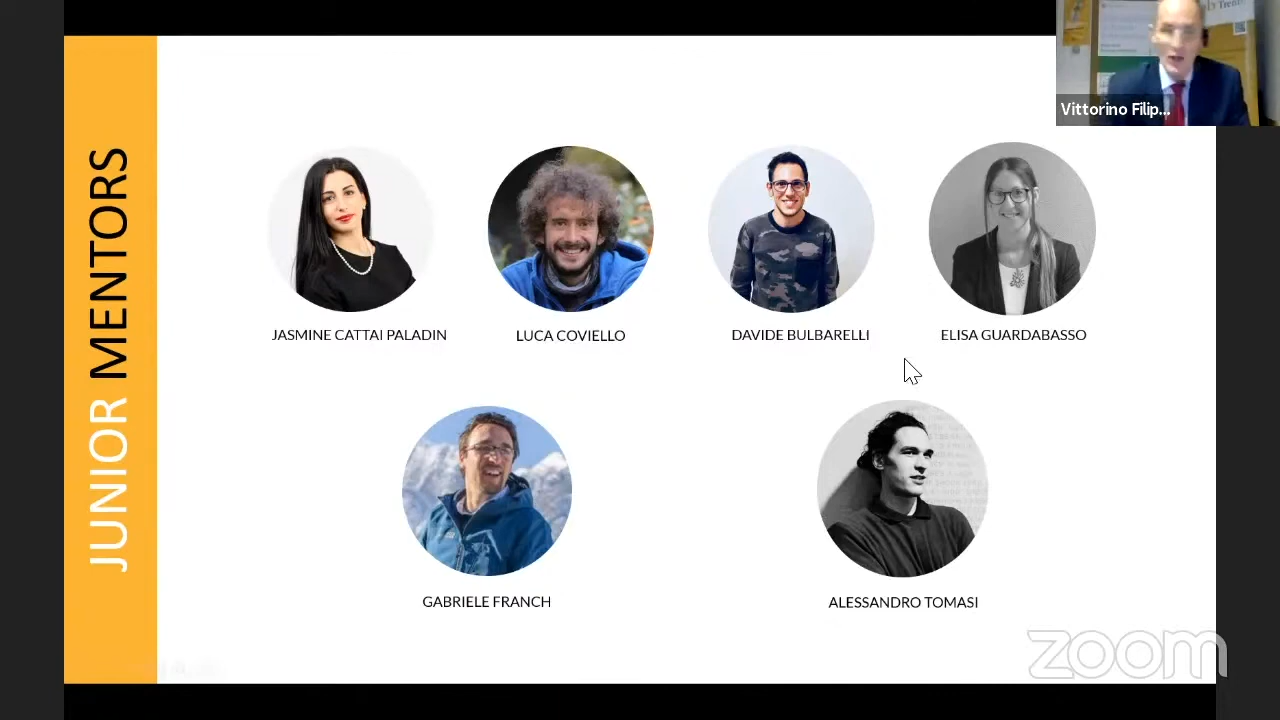 JUNIOR MENTORS
Vittorino Filip...
JASMINE CATTAI PALADIN
LUCA COVIELLO
DAVIDE BULBARELLI
ELISA GUARDABASSO
GABRIELE FRANCH
ALESSANDRO TOMASI
zoom